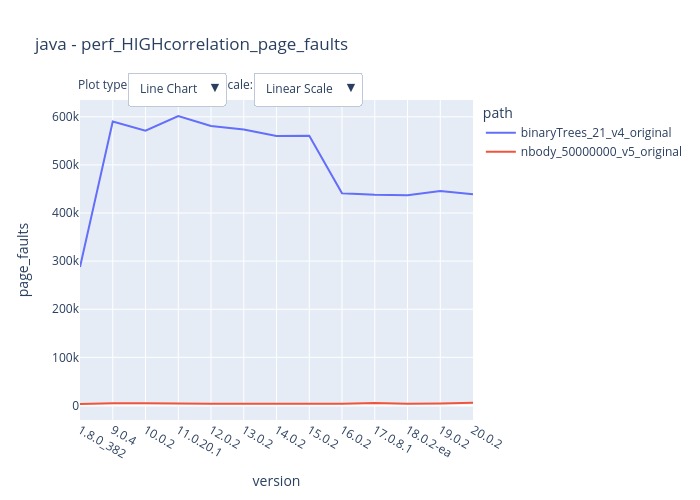 java - perf_HIGHcorrelation_page_faults
Plot type Line Chart ▼ cale: Linear Scale ▼
path
binaryTrees_21_v4_original
nbody_50000000_v5_original
page_faults
600k
500k
400k
300k
200k
100k
0
1.8.0_382 9.0.4 10.0.2 11.0.20.1 12.0.2 13.0.2 14.0.2 15.0.2 16.0.2 17.0.8.1 18.0.2-ea 19.0.2 20.0.2
version